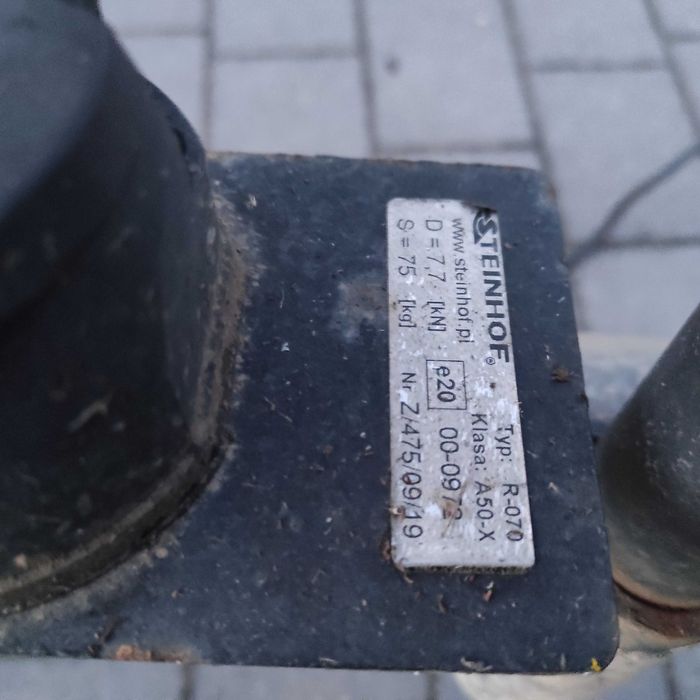 STEINHOF® Typ: R-070
www.steinhof.pl Klasa: A50-X
D = 7,7 [kN] e20 00-0973
S = 75 [kg] Nr Z/475/09/19